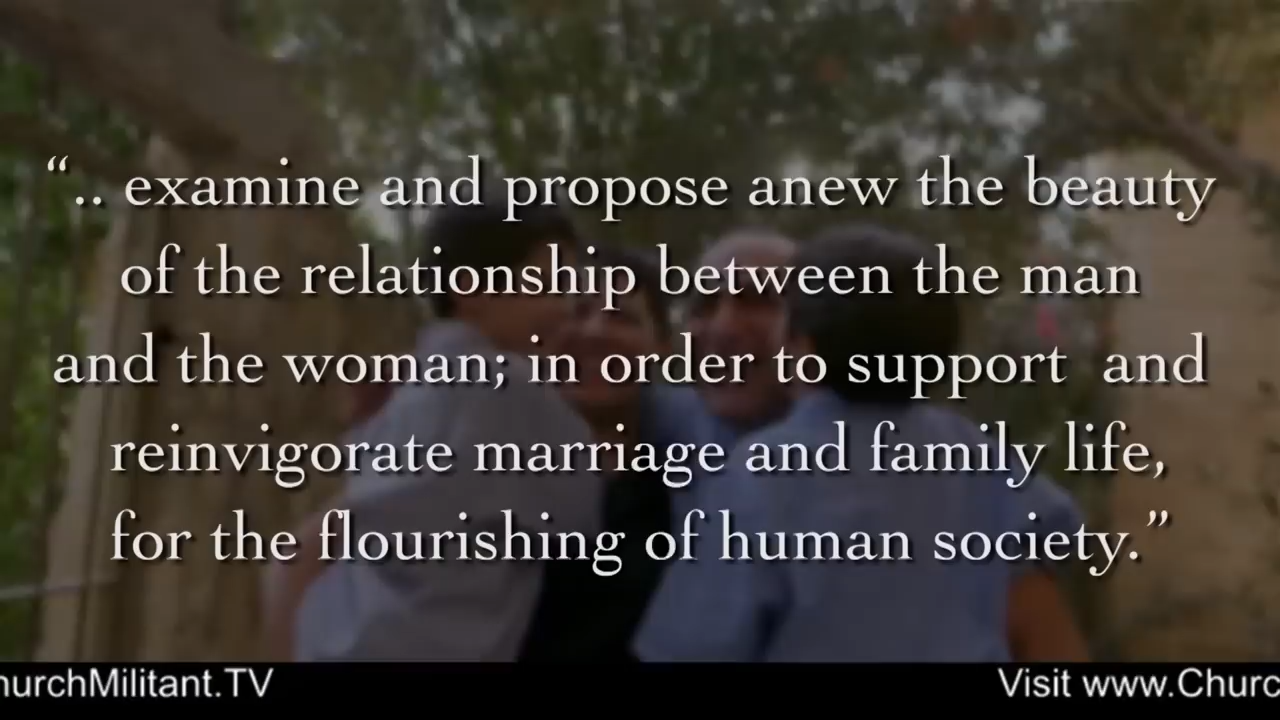 “.. examine and propose anew the beauty
of the relationship between the man
and the woman; in order to support  and
reinvigorate marriage and family life,
for the flourishing of human society.”
hurchMilitant.TV Visit www.Churc